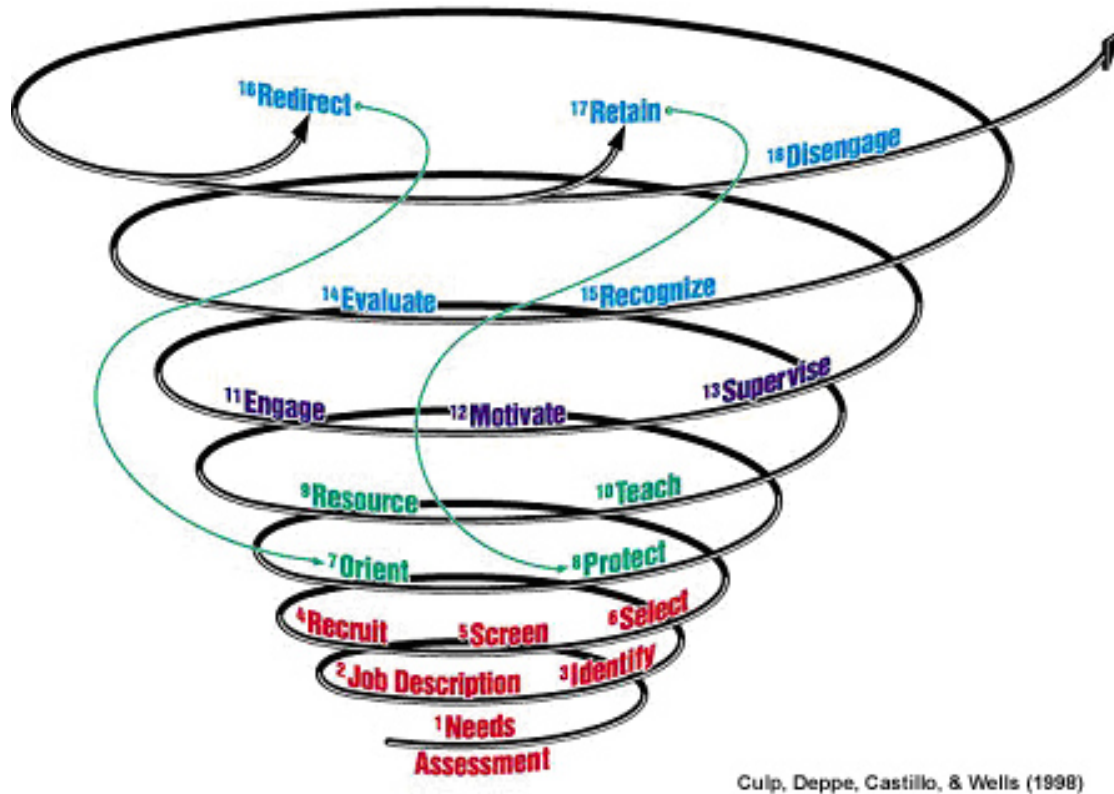 16Redirect
17Retain
18Disengage
14Evaluate
15Recognize
11Engage
12Motivate
13Supervise
9Resource
10Teach
7Orient
8Protect
4Recruit
5Screen
6Select
2Job Description
3Identify
1Needs
Assessment
Culp, Deppe, Castillo, & Wells (1998)